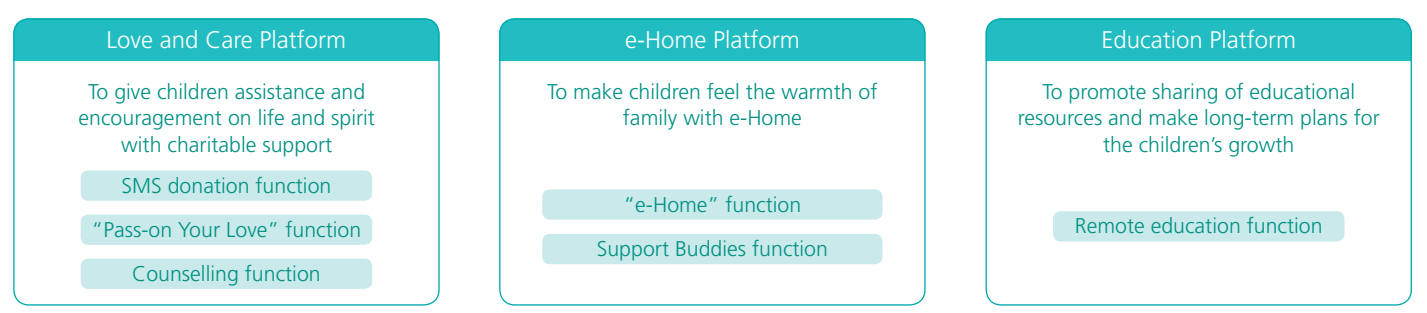 Love and Care Platform
To give children assistance and
encouragement on life and spirit
with charitable support
SMS donation function
“Pass-on Your Love” function
Counselling function
e-Home Platform
To make children feel the warmth of
family with e-Home
“e-Home” function
Support Buddies function
Education Platform
To promote sharing of educational
resources and make long-term plans for
the children’s growth
Remote education function